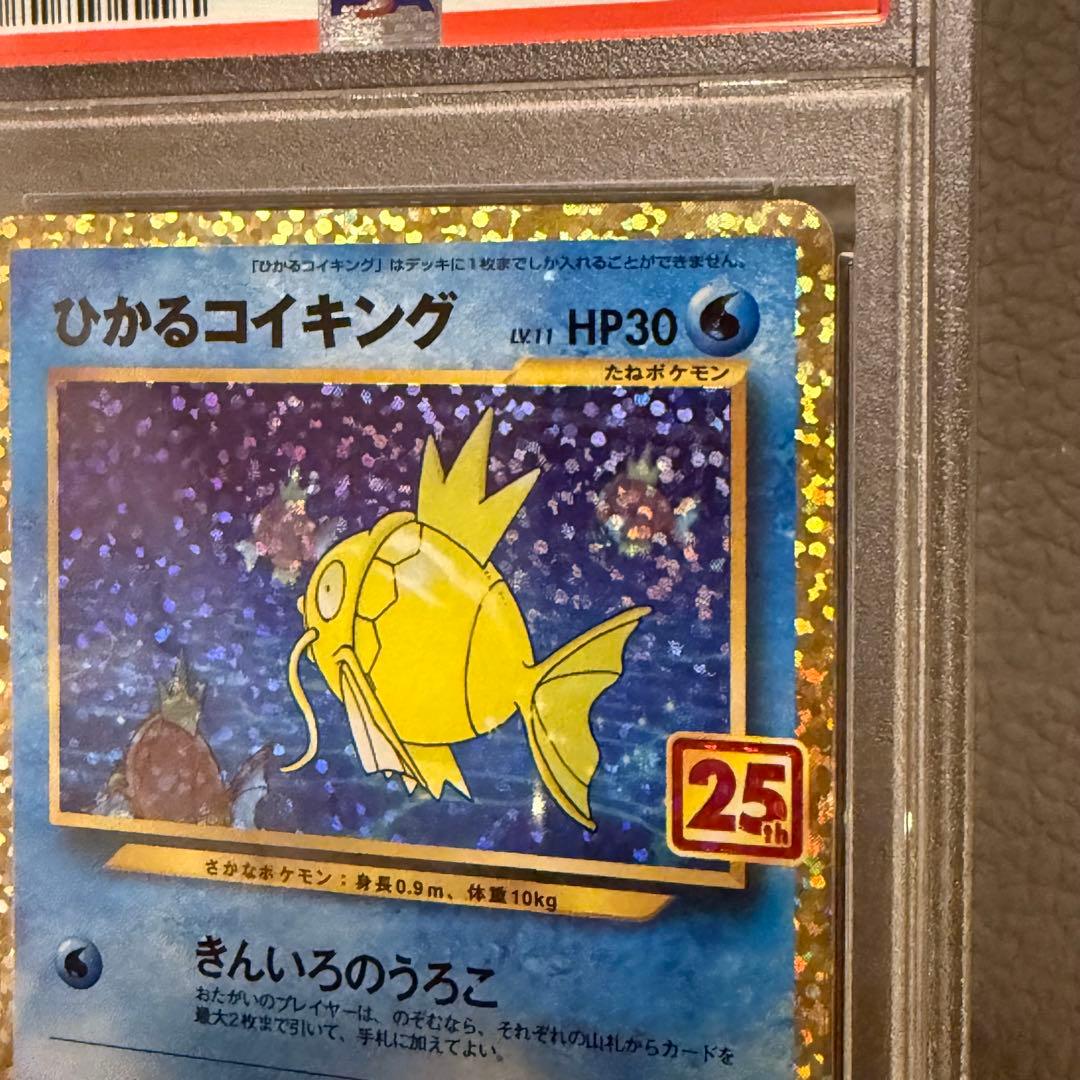 「ひかるコイキング」はデッキに1枚までしか入れることができません。
ひかるコイキング LV.11 HP30
たねポケモン
25th
さかなポケモン：身長0.9m、体重10kg
きんいろのうろこ
おたがいのプレイヤーは、のぞむなら、それぞれの山札からカードを
最大2枚まで引いて、手札に加えてよい。